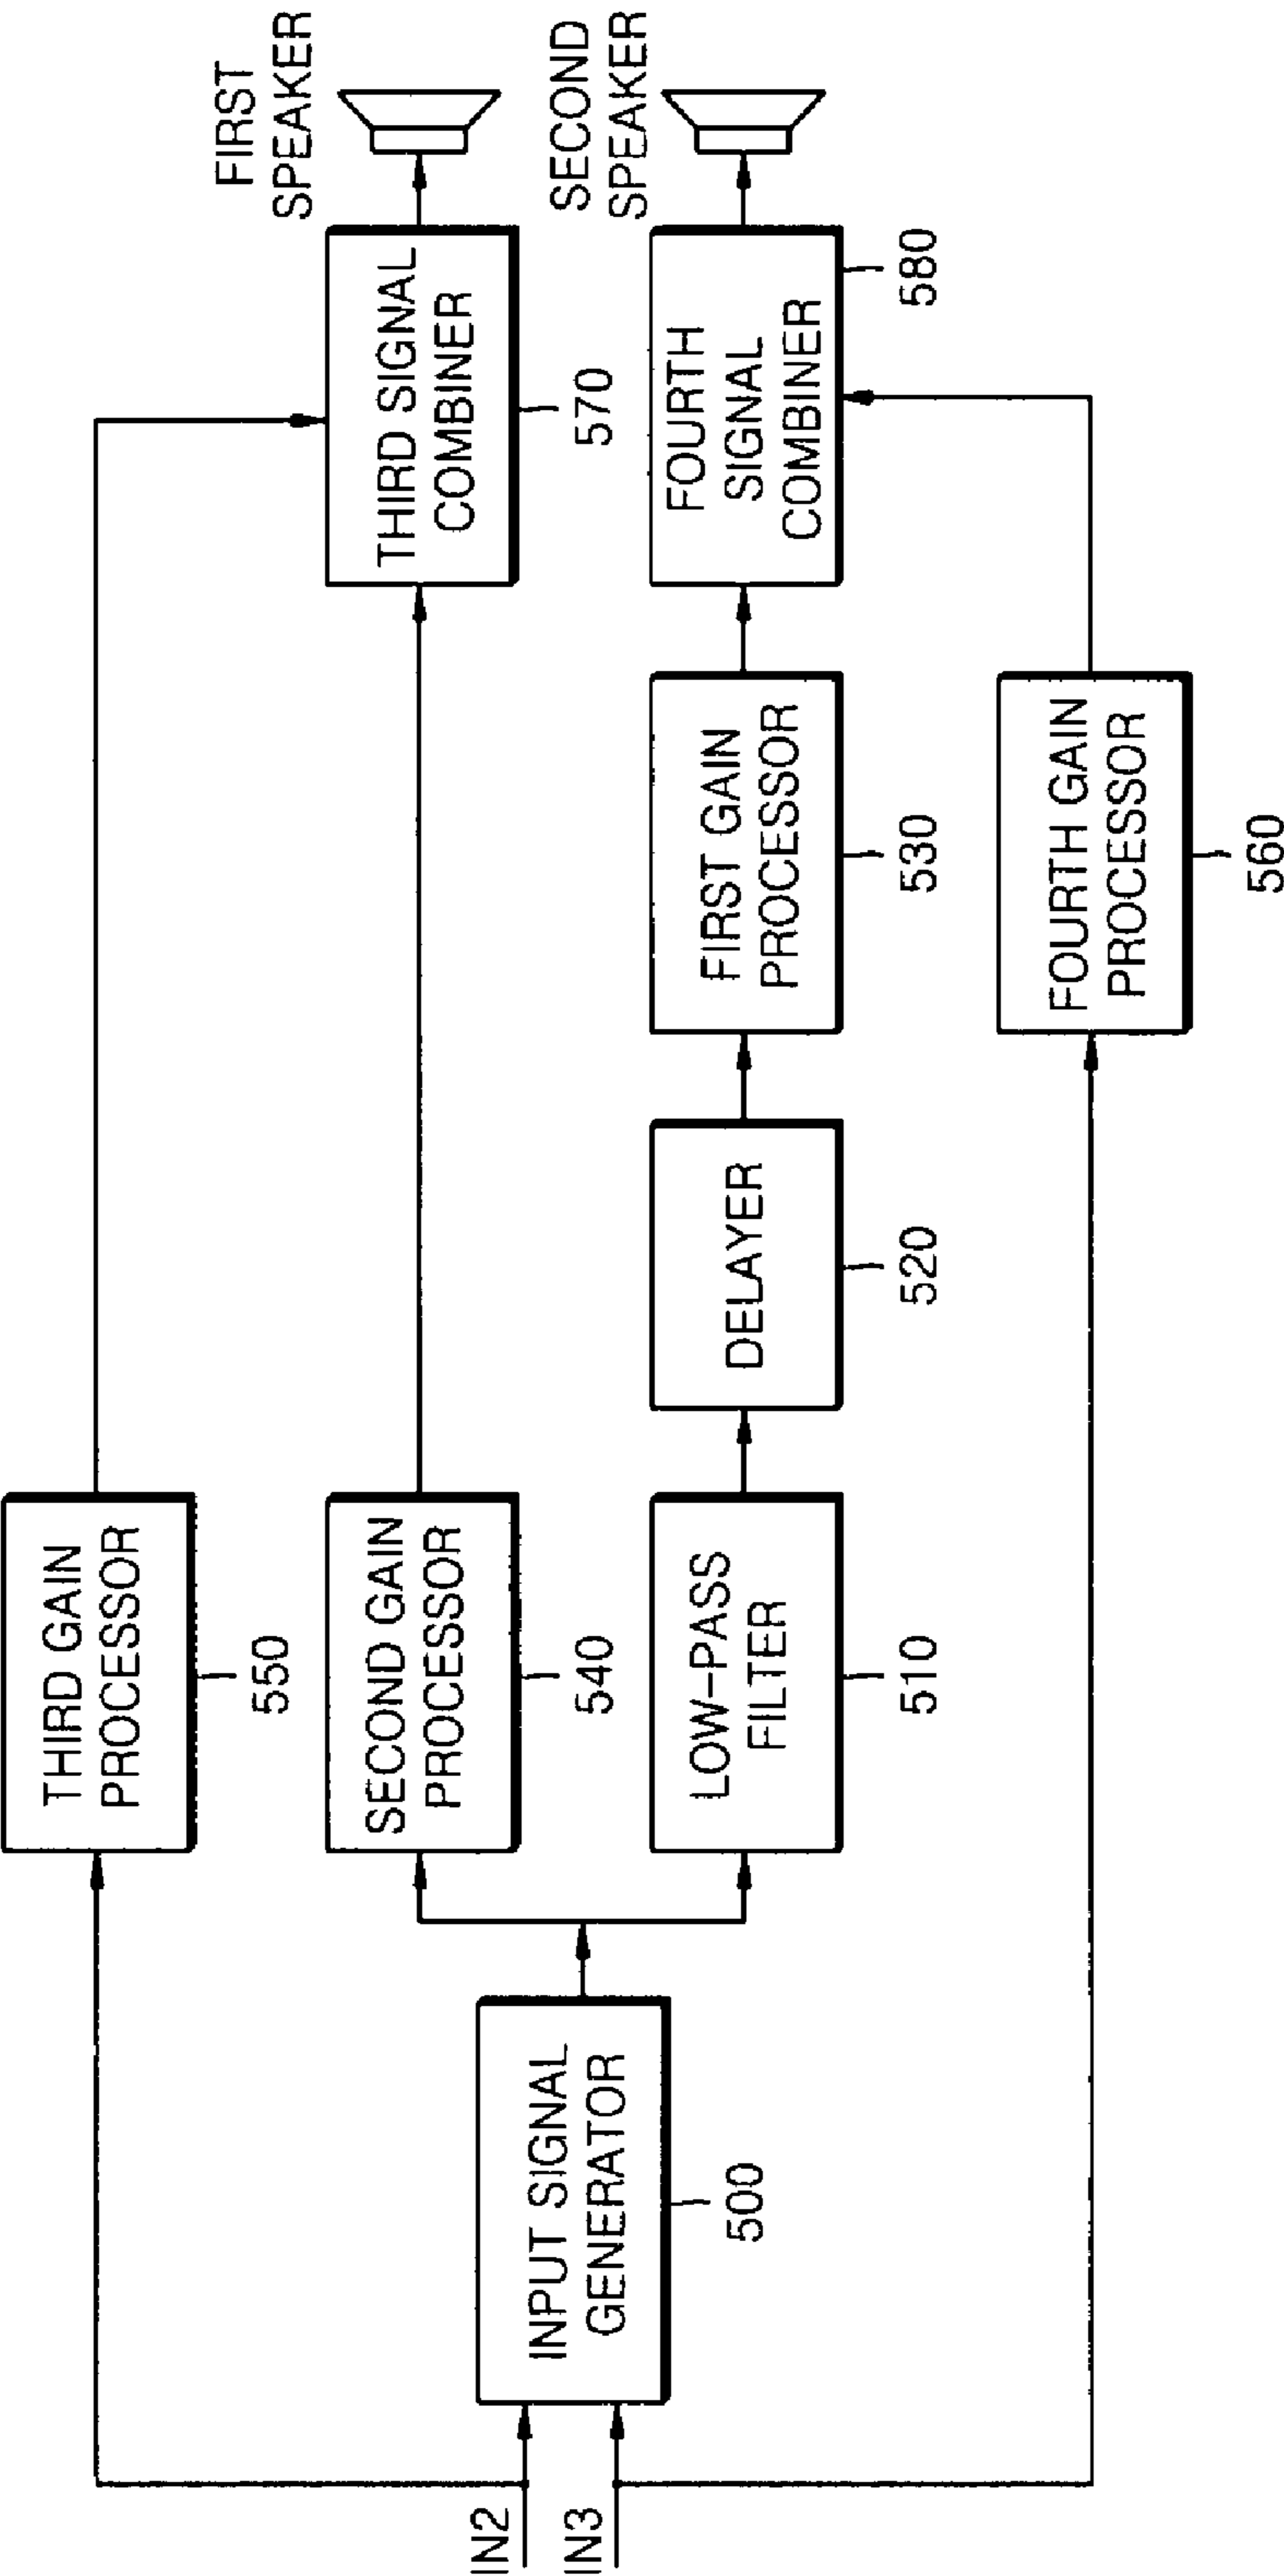 THIRD GAIN
PROCESSOR
550
FIRST
SPEAKER
SECOND GAIN
PROCESSOR
540
THIRD SIGNAL
COMBINER
570
IN2
IN3
INPUT SIGNAL
GENERATOR
500
LOW-PASS
FILTER
510
DELAYER
520
FIRST GAIN
PROCESSOR
530
FOURTH
SIGNAL
COMBINER
580
SECOND
SPEAKER
FOURTH GAIN
PROCESSOR
560